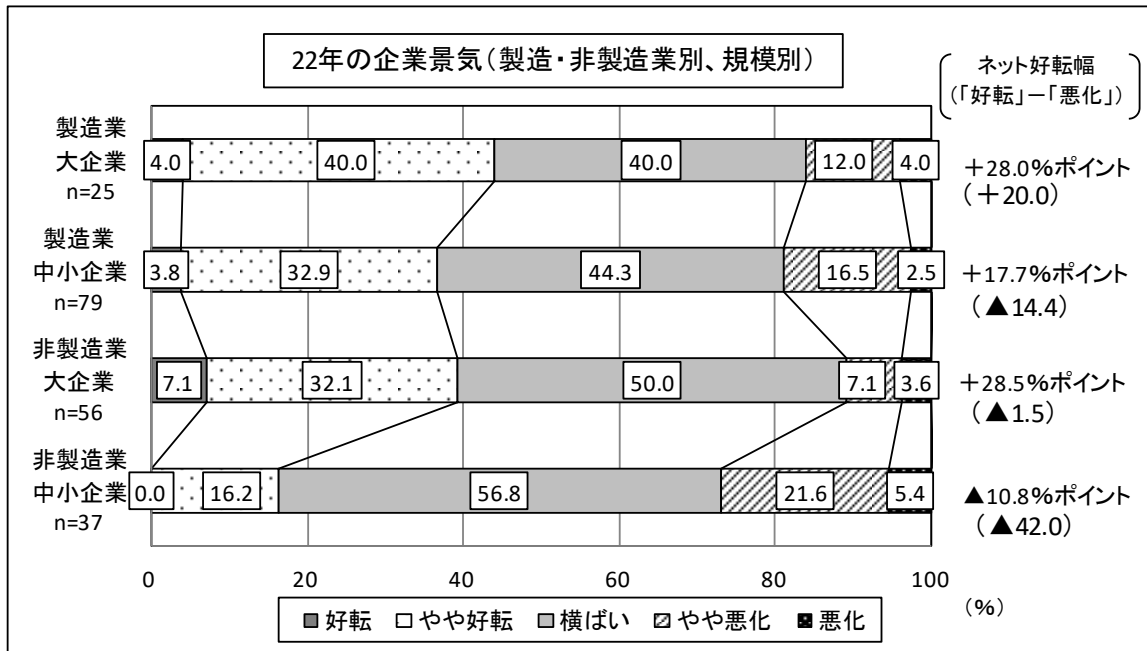 22年の企業景気(製造・非製造業別、規模別)
ネット好転幅
(「好転」－「悪化」)
製造業
大企業
n=25
4.0 40.0 40.0 12.0 4.0
＋28.0%ポイント
(＋20.0)
製造業
中小企業
n=79
3.8 32.9 44.3 16.5 2.5
＋17.7%ポイント
(▲14.4)
非製造業
大企業
n=56
7.1 32.1 50.0 7.1 3.6
＋28.5%ポイント
(▲1.5)
非製造業
中小企業
n=37
0.0 16.2 56.8 21.6 5.4
▲10.8%ポイント
(▲42.0)
0 20 40 60 80 100
(%)
好転 やや好転 横ばい やや悪化 悪化